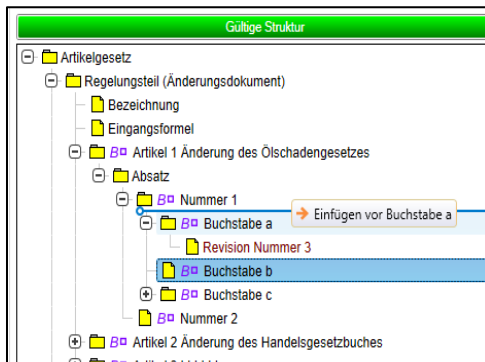 Gültige Struktur
Artikelgesetz
Regelungsteil (Änderungsdokument)
Bezeichnung
Eingangsformel
B Artikel 1 Änderung des Ölschadengesetzes
Absatz
B Nummer 1
Einfügen vor Buchstabe a
B Buchstabe a
Revision Nummer 3
B Buchstabe b
B Buchstabe c
B Nummer 2
B Artikel 2 Änderung des Handelsgesetzbuches